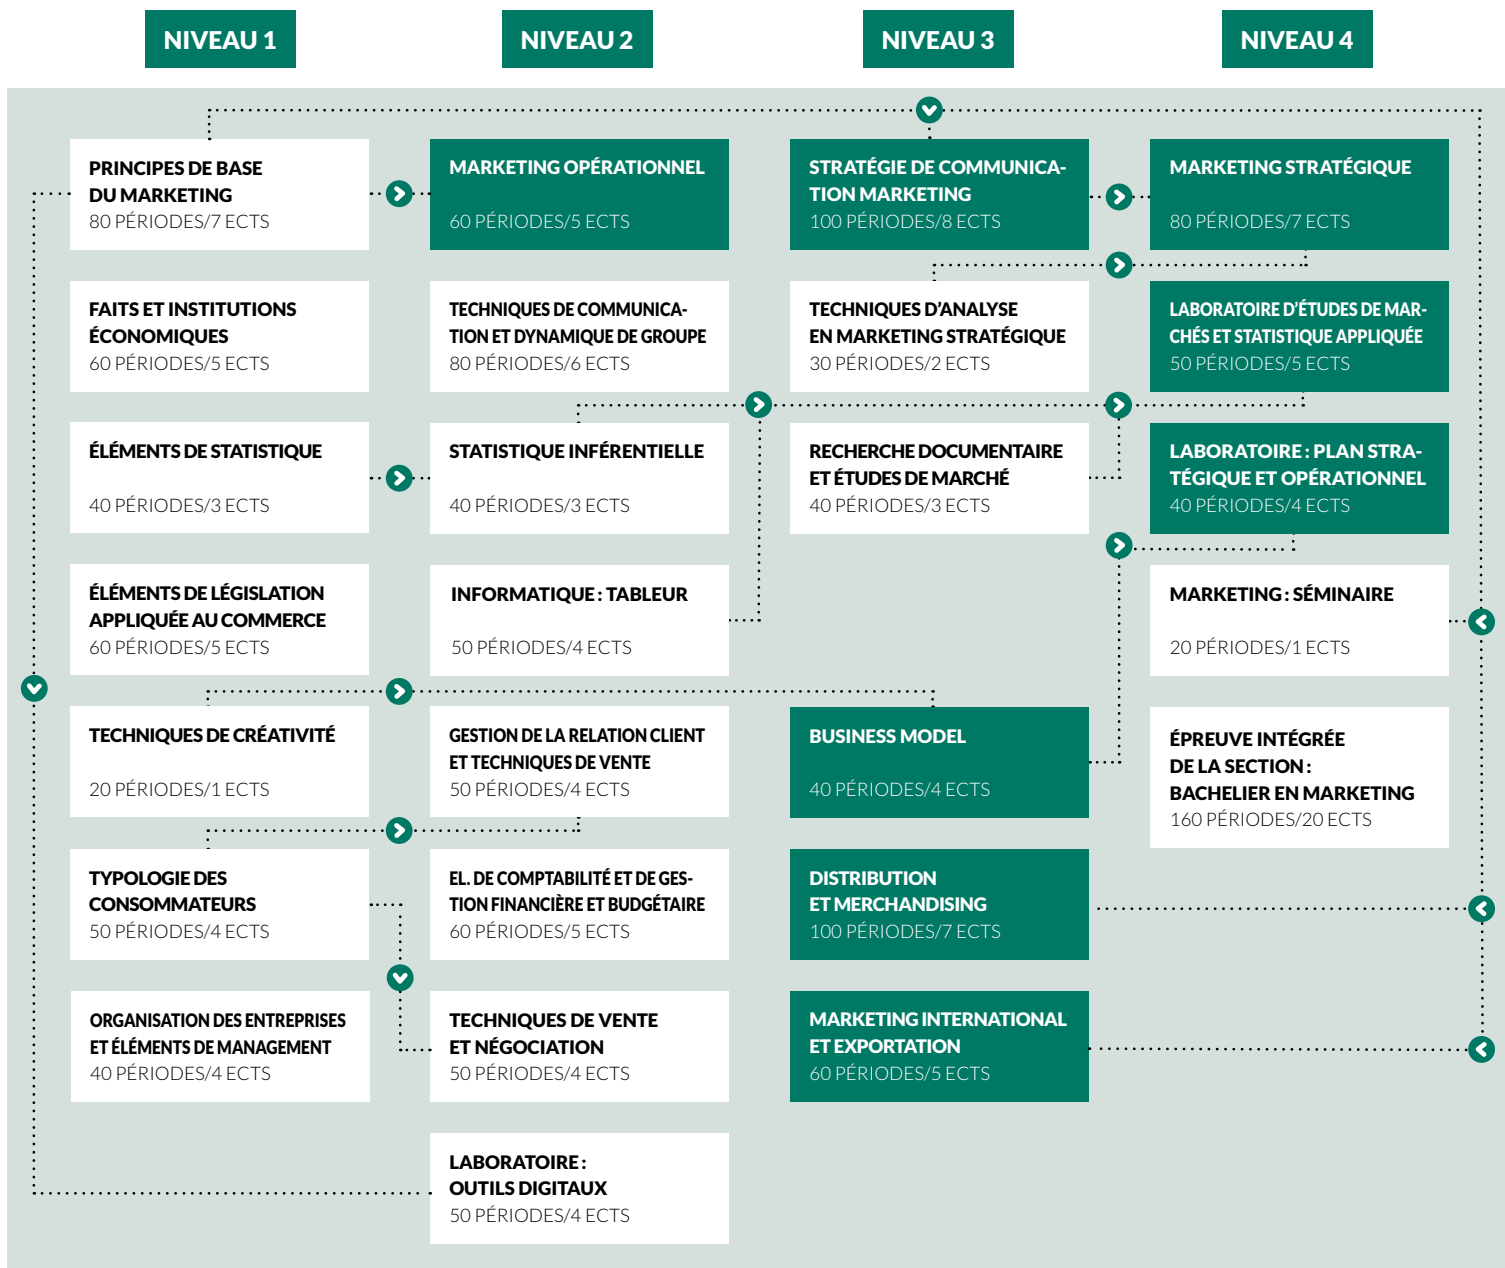 NIVEAU 1
NIVEAU 2
NIVEAU 3
NIVEAU 4
PRINCIPES DE BASE
DU MARKETING
80 PÉRIODES/7 ECTS
MARKETING OPÉRATIONNEL
60 PÉRIODES/5 ECTS
STRATÉGIE DE COMMUNICA-
TION MARKETING
100 PÉRIODES/8 ECTS
MARKETING STRATÉGIQUE
80 PÉRIODES/7 ECTS
FAITS ET INSTITUTIONS
ÉCONOMIQUES
60 PÉRIODES/5 ECTS
TECHNIQUES DE COMMUNICA-
TION ET DYNAMIQUE DE GROUPE
80 PÉRIODES/6 ECTS
TECHNIQUES D'ANALYSE
EN MARKETING STRATÉGIQUE
30 PÉRIODES/2 ECTS
LABORATOIRE D'ÉTUDES DE MAR-
CHÉS ET STATISTIQUE APPLIQUÉE
50 PÉRIODES/5 ECTS
ÉLÉMENTS DE STATISTIQUE
40 PÉRIODES/3 ECTS
STATISTIQUE INFÉRENTIELLE
40 PÉRIODES/3 ECTS
RECHERCHE DOCUMENTAIRE
ET ÉTUDES DE MARCHÉ
40 PÉRIODES/3 ECTS
LABORATOIRE : PLAN STRA-
TÉGIQUE ET OPÉRATIONNEL
40 PÉRIODES/4 ECTS
ÉLÉMENTS DE LÉGISLATION
APPLIQUÉE AU COMMERCE
60 PÉRIODES/5 ECTS
INFORMATIQUE : TABLEUR
50 PÉRIODES/4 ECTS
MARKETING : SÉMINAIRE
20 PÉRIODES/1 ECTS
TECHNIQUES DE CRÉATIVITÉ
20 PÉRIODES/1 ECTS
GESTION DE LA RELATION CLIENT
ET TECHNIQUES DE VENTE
50 PÉRIODES/4 ECTS
BUSINESS MODEL
40 PÉRIODES/4 ECTS
ÉPREUVE INTÉGRÉE
DE LA SECTION :
BACHELIER EN MARKETING
160 PÉRIODES/20 ECTS
TYPOLOGIE DES
CONSOMMATEURS
50 PÉRIODES/4 ECTS
EL. DE COMPTABILITÉ ET DE GES-
TION FINANCIÈRE ET BUDGÉTAIRE
60 PÉRIODES/5 ECTS
DISTRIBUTION
ET MERCHANDISING
100 PÉRIODES/7 ECTS
ORGANISATION DES ENTREPRISES
ET ÉLÉMENTS DE MANAGEMENT
40 PÉRIODES/4 ECTS
TECHNIQUES DE VENTE
ET NÉGOCIATION
50 PÉRIODES/4 ECTS
MARKETING INTERNATIONAL
ET EXPORTATION
60 PÉRIODES/5 ECTS
LABORATOIRE :
OUTILS DIGITAUX
50 PÉRIODES/4 ECTS